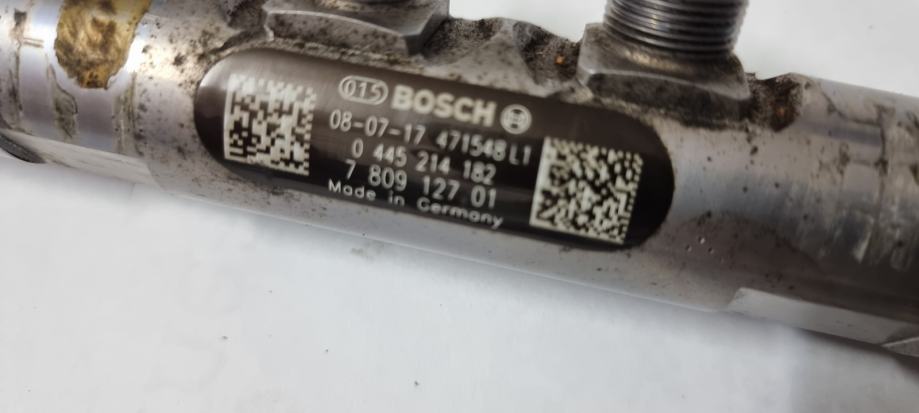 015 BOSCH
08-07-17 471548 L1
0 445 214 182
7 809 127 01
Made in Germany